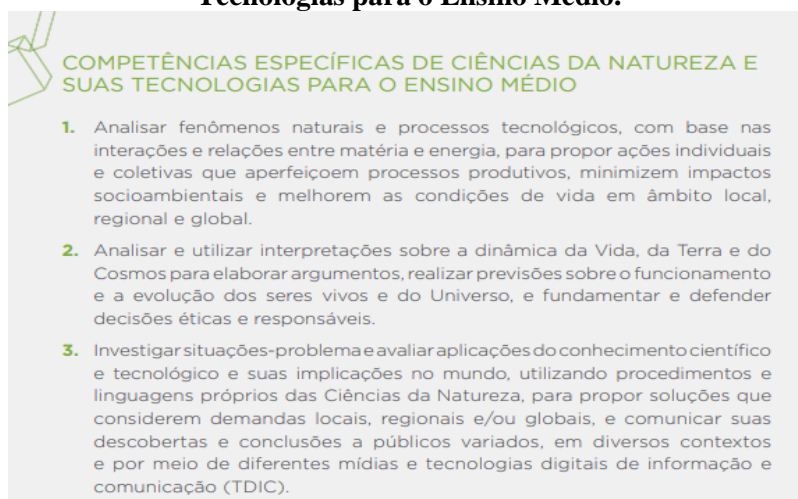 Tecnologias para o Ensino Médio.
COMPETÊNCIAS ESPECÍFICAS DE CIÊNCIAS DA NATUREZA E
SUAS TECNOLOGIAS PARA O ENSINO MÉDIO
1. Analisar fenômenos naturais e processos tecnológicos, com base nas
interações e relações entre matéria e energia, para propor ações individuais
e coletivas que aperfeiçoem processos produtivos, minimizem impactos
socioambientais e melhorem as condições de vida em âmbito local,
regional e global.
2. Analisar e utilizar interpretações sobre a dinâmica da Vida, da Terra e do
Cosmos para elaborar argumentos, realizar previsões sobre o funcionamento
e a evolução dos seres vivos e do Universo, e fundamentar e defender
decisões éticas e responsáveis.
3. Investigar situações-problema e avaliar aplicações do conhecimento científico
e tecnológico e suas implicações no mundo, utilizando procedimentos e
linguagens próprios das Ciências da Natureza, para propor soluções que
considerem demandas locais, regionais e/ou globais, e comunicar suas
descobertas e conclusões a públicos variados, em diversos contextos
e por meio de diferentes mídias e tecnologias digitais de informação e
comunicação (TDIC).